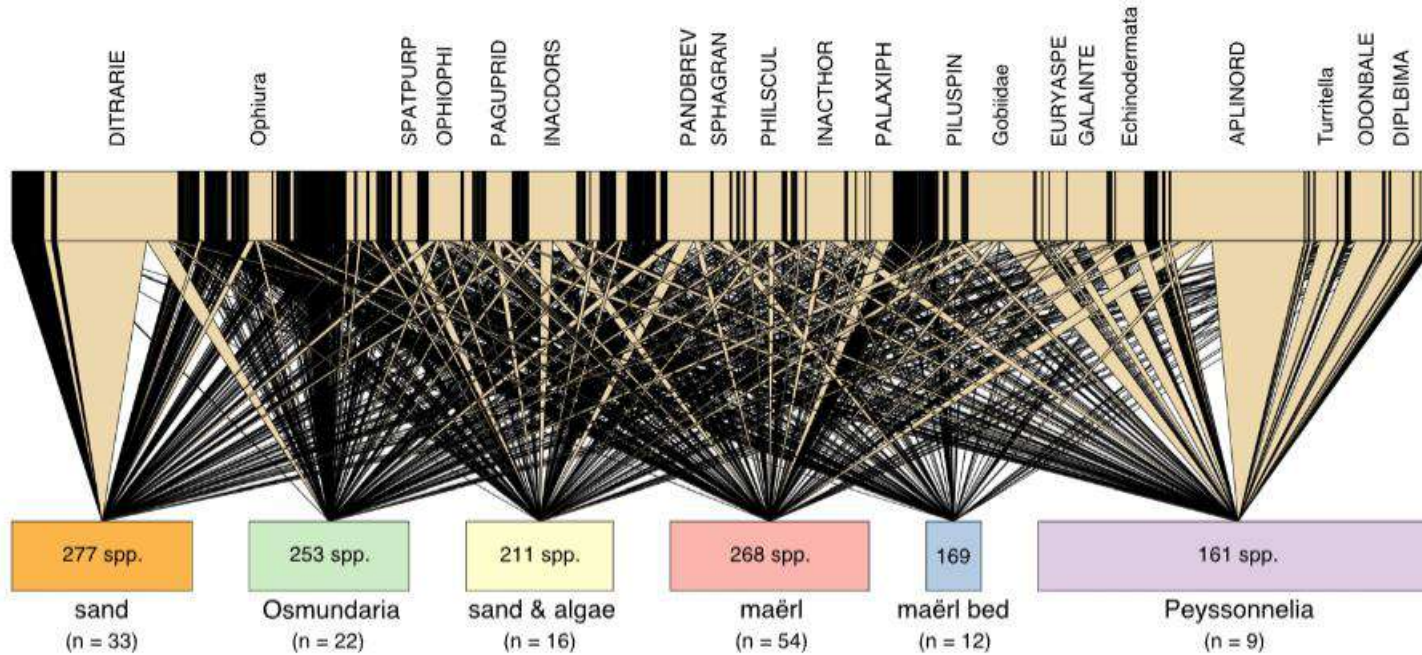 DITRARIE
Ophiura
SPATPURP
OPHIOPHI
PAGUPRID
INACDORS
PANDBREV
SPHAGRAN
PHILSCUL
INACTHOR
PALAXIPH
PILUSPIN
Gobiidae
EURYASPE
GALAINTE
Echinodermata
APLINORD
Turritella
ODONBALE
DIPLBIMA
277 spp.
253 spp.
211 spp.
268 spp.
169
161 spp.
sand
Osmundaria
sand & algae
maërl
maërl bed
Peyssonnelia
(n = 33)
(n = 22)
(n = 16)
(n = 54)
(n = 12)
(n = 9)